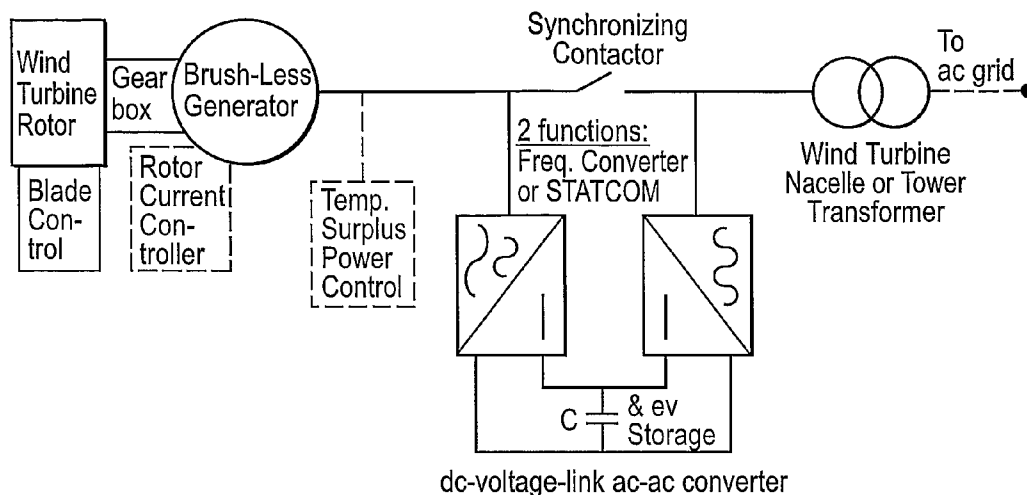 Wind
Turbine
Rotor
Gear
box
Brush-Less
Generator
Blade
Con-
trol
Rotor
Current
Con-
troller
Temp.
Surplus
Power
Control
Synchronizing
Contactor
2 functions:
Freq. Converter
or STATCOM
To
ac grid
Wind Turbine
Nacelle or Tower
Transformer
C
& ev
Storage
dc-voltage-link ac-ac converter